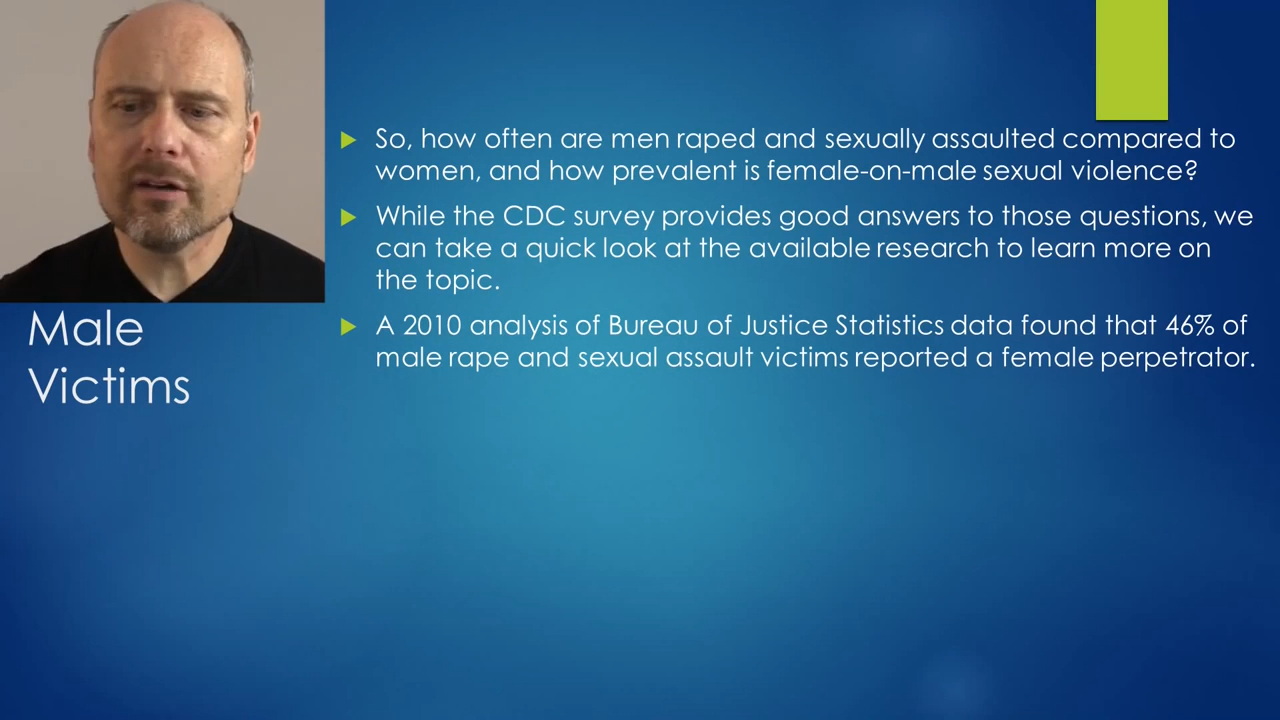 So, how often are men raped and sexually assaulted compared to
women, and how prevalent is female-on-male sexual violence?
While the CDC survey provides good answers to those questions, we
can take a quick look at the available research to learn more on
the topic.
Male
Victims
A 2010 analysis of Bureau of Justice Statistics data found that 46% of
male rape and sexual assault victims reported a female perpetrator.